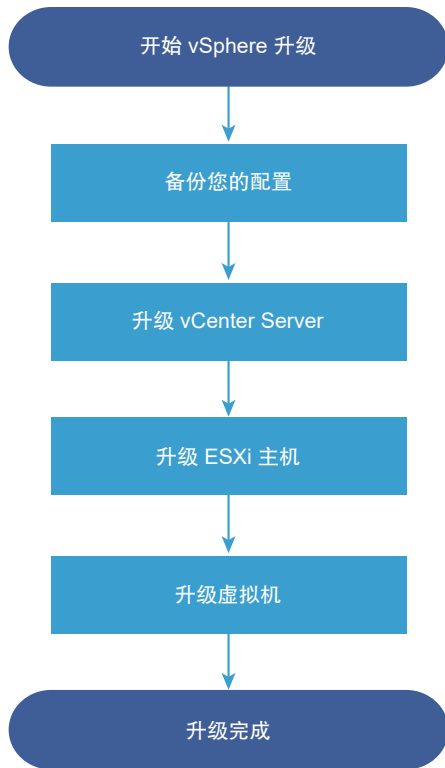 开始 vSphere 升级
备份您的配置
升级 vCenter Server
升级 ESXi 主机
升级虚拟机
升级完成